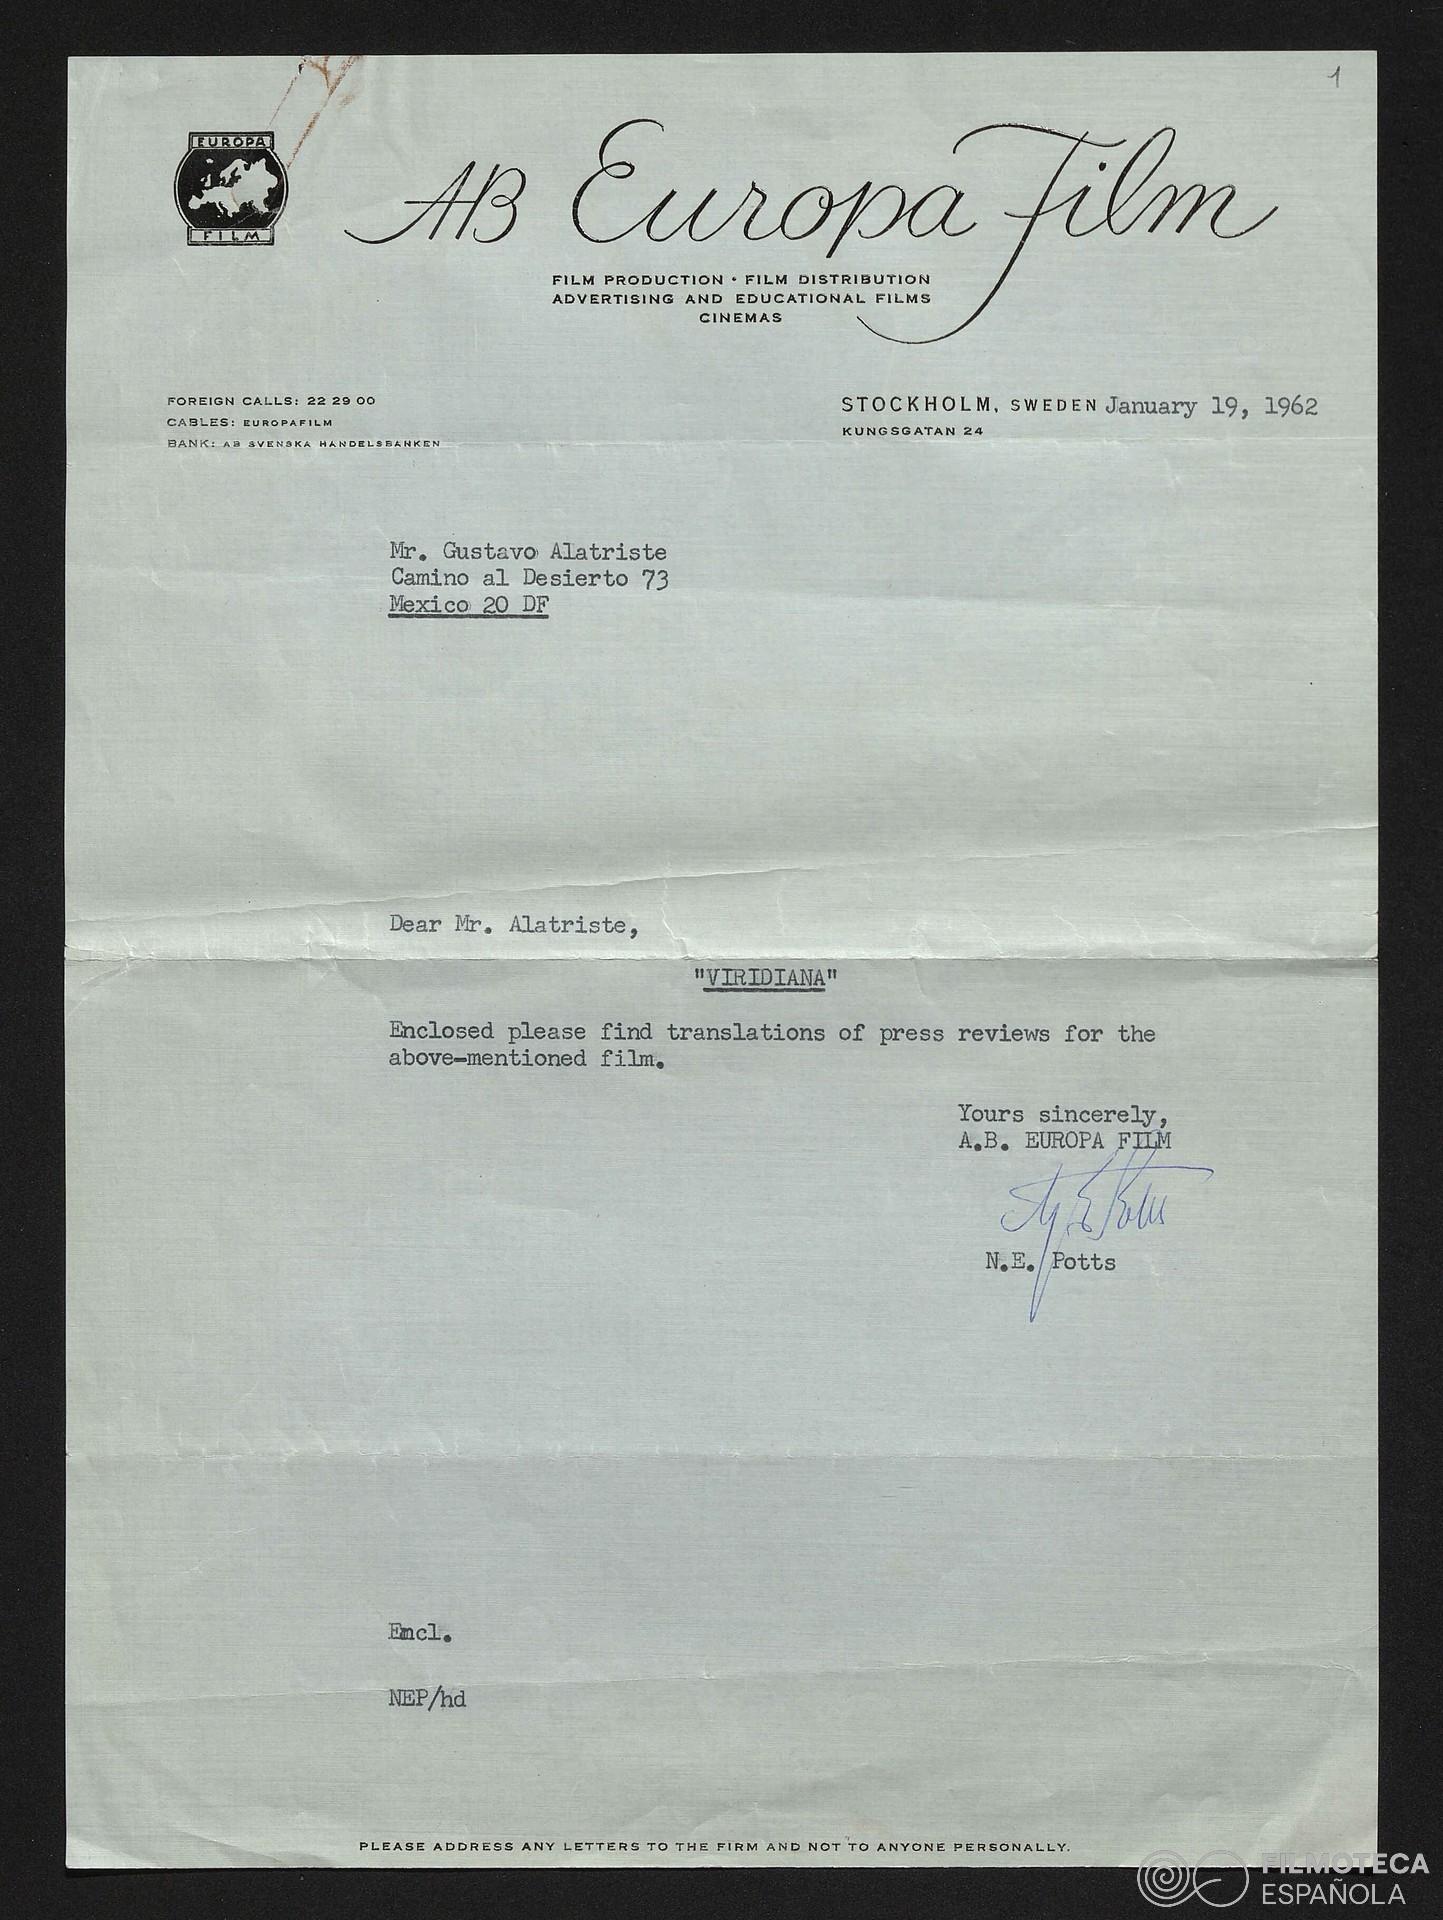 1
EUROPA
FILM
AB Europa Film
FILM PRODUCTION · FILM DISTRIBUTION
ADVERTISING AND EDUCATIONAL FILMS
CINEMAS
FOREIGN CALLS: 22 29 00
CABLES: EUROPAFILM
BANK: AB SVENSKA HANDELSBANKEN
STOCKHOLM, SWEDEN January 19, 1962
KUNGSGATAN 24
Mr. Gustavo Alatriste
Camino al Desierto 73
Mexico 20 DF
Dear Mr. Alatriste,
"VIRIDIANA"
Enclosed please find translations of press reviews for the
above-mentioned film.
Yours sincerely,
A.B. EUROPA FILM
N.E. Potts
Encl.
NEP/hd
PLEASE ADDRESS ANY LETTERS TO THE FIRM AND NOT TO ANYONE PERSONALLY.
FILMOTECA
ESPAÑOLA